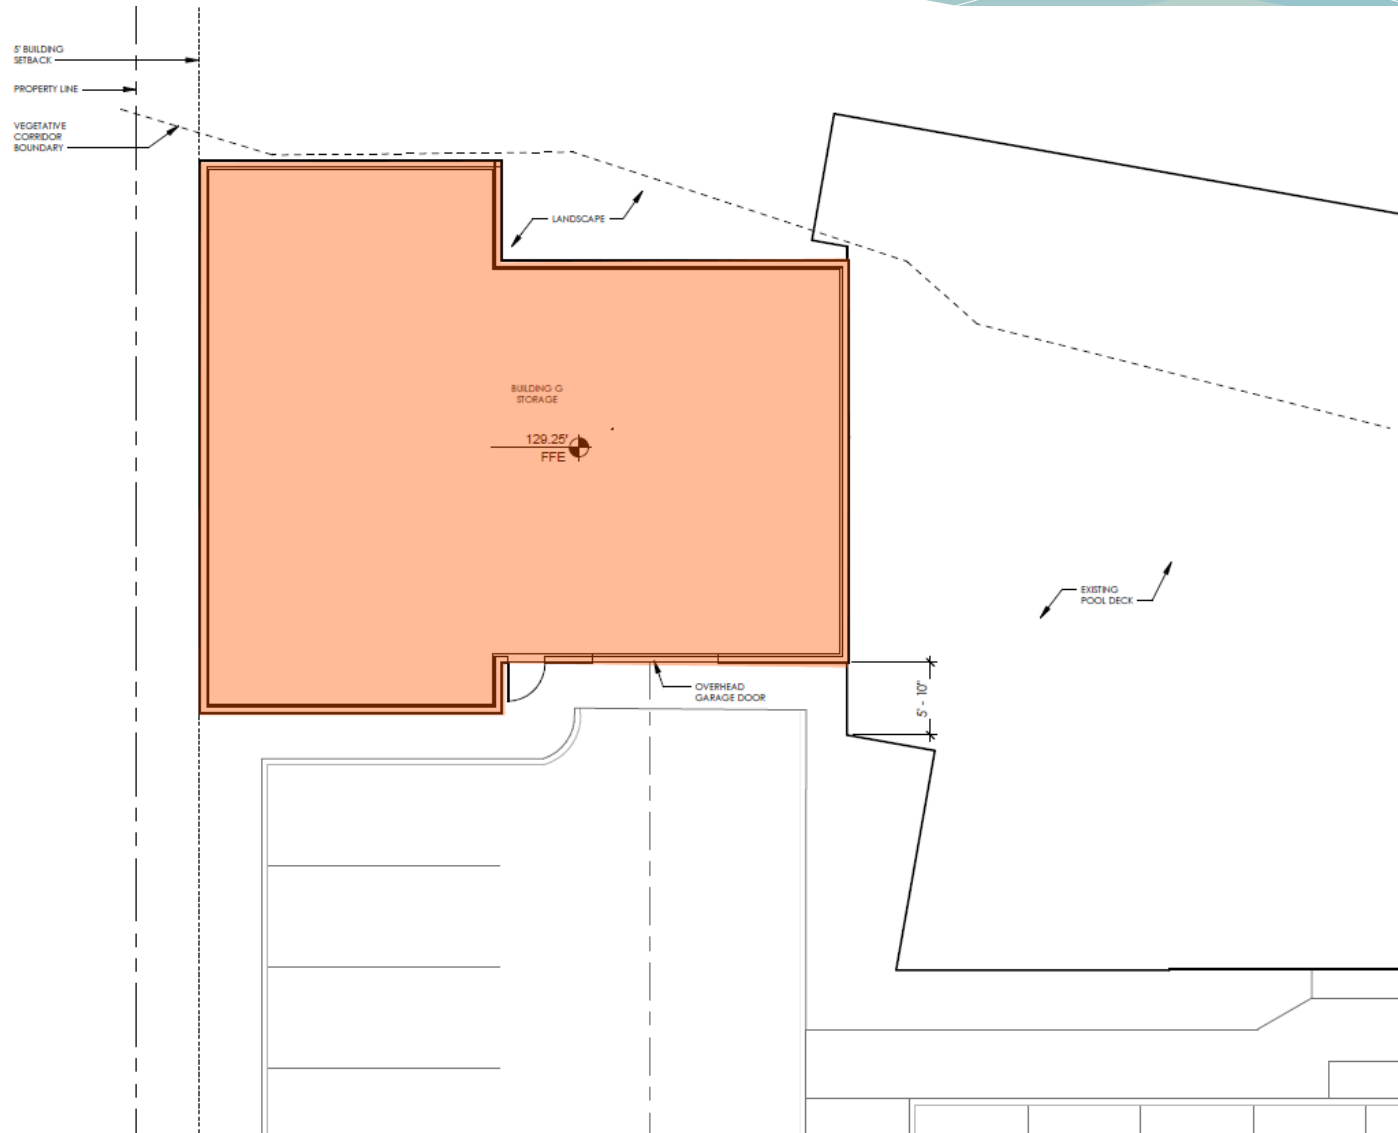 5' BUILDING
SETBACK
PROPERTY LINE
VEGETATIVE
CORRIDOR
BOUNDARY
LANDSCAPE
BUILDING G
STORAGE
129.25'
FFE
EXISTING
POOL DECK
OVERHEAD
GARAGE DOOR
5' - 10"